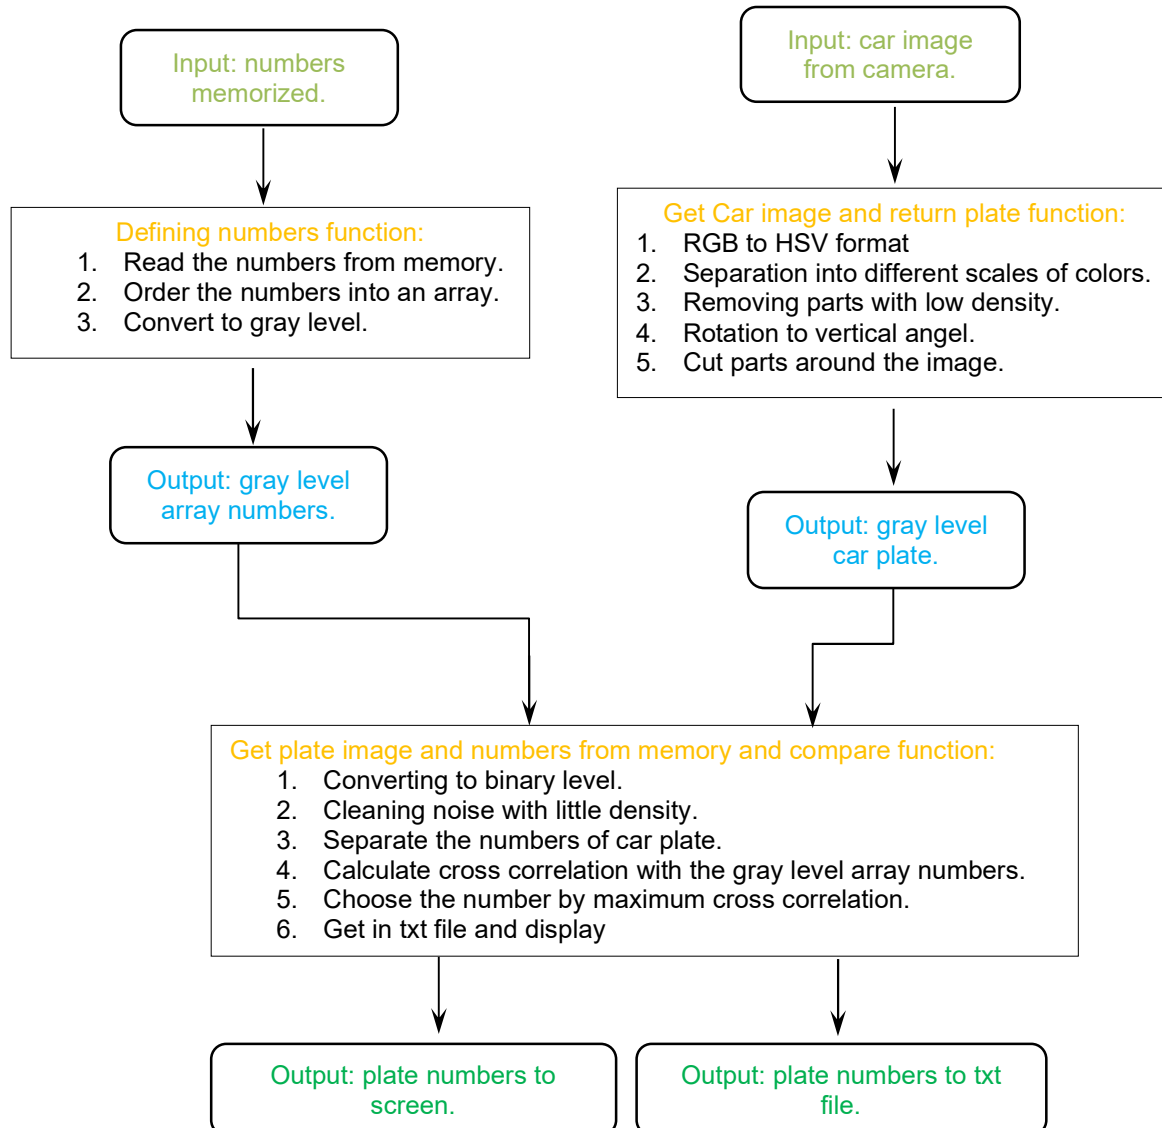 Input: numbers
memorized.
Input: car image
from camera.
Defining numbers function:
1. Read the numbers from memory.
2. Order the numbers into an array.
3. Convert to gray level.
Get Car image and return plate function:
1. RGB to HSV format
2. Separation into different scales of colors.
3. Removing parts with low density.
4. Rotation to vertical angel.
5. Cut parts around the image.
Output: gray level
array numbers.
Output: gray level
car plate.
Get plate image and numbers from memory and compare function:
1. Converting to binary level.
2. Cleaning noise with little density.
3. Separate the numbers of car plate.
4. Calculate cross correlation with the gray level array numbers.
5. Choose the number by maximum cross correlation.
6. Get in txt file and display
Output: plate numbers to
screen.
Output: plate numbers to txt
file.